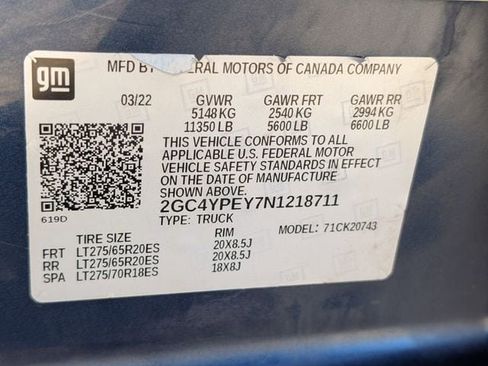 gm
MFD BY GENERAL MOTORS OF CANADA COMPANY
03/22 GVWR GAWR FRT GAWR RR
5148 KG 2540 KG 2994 KG
11350 LB 5600 LB 6600 LB
THIS VEHICLE CONFORMS TO ALL
APPLICABLE U.S. FEDERAL MOTOR
VEHICLE SAFETY STANDARDS IN EFFECT
ON THE DATE OF MANUFACTURE
SHOWN ABOVE.
619D
2GC4YPEY7N1218711
TYPE: TRUCK MODEL: 71CK20743
TIRE SIZE RIM
FRT LT275/65R20ES 20X8.5J
RR LT275/65R20ES 20X8.5J
SPA LT275/70R18ES 18X8J